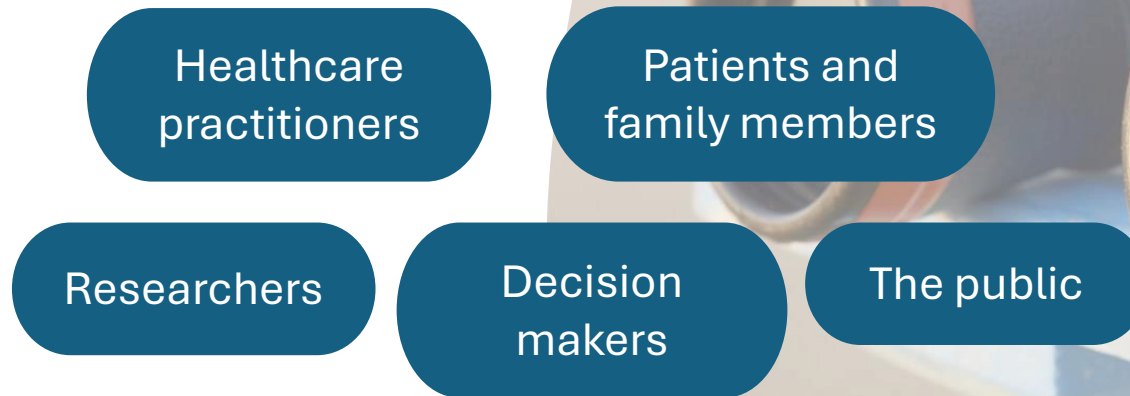 Healthcare
practitioners
Patients and
family members
Researchers
Decision
makers
The public